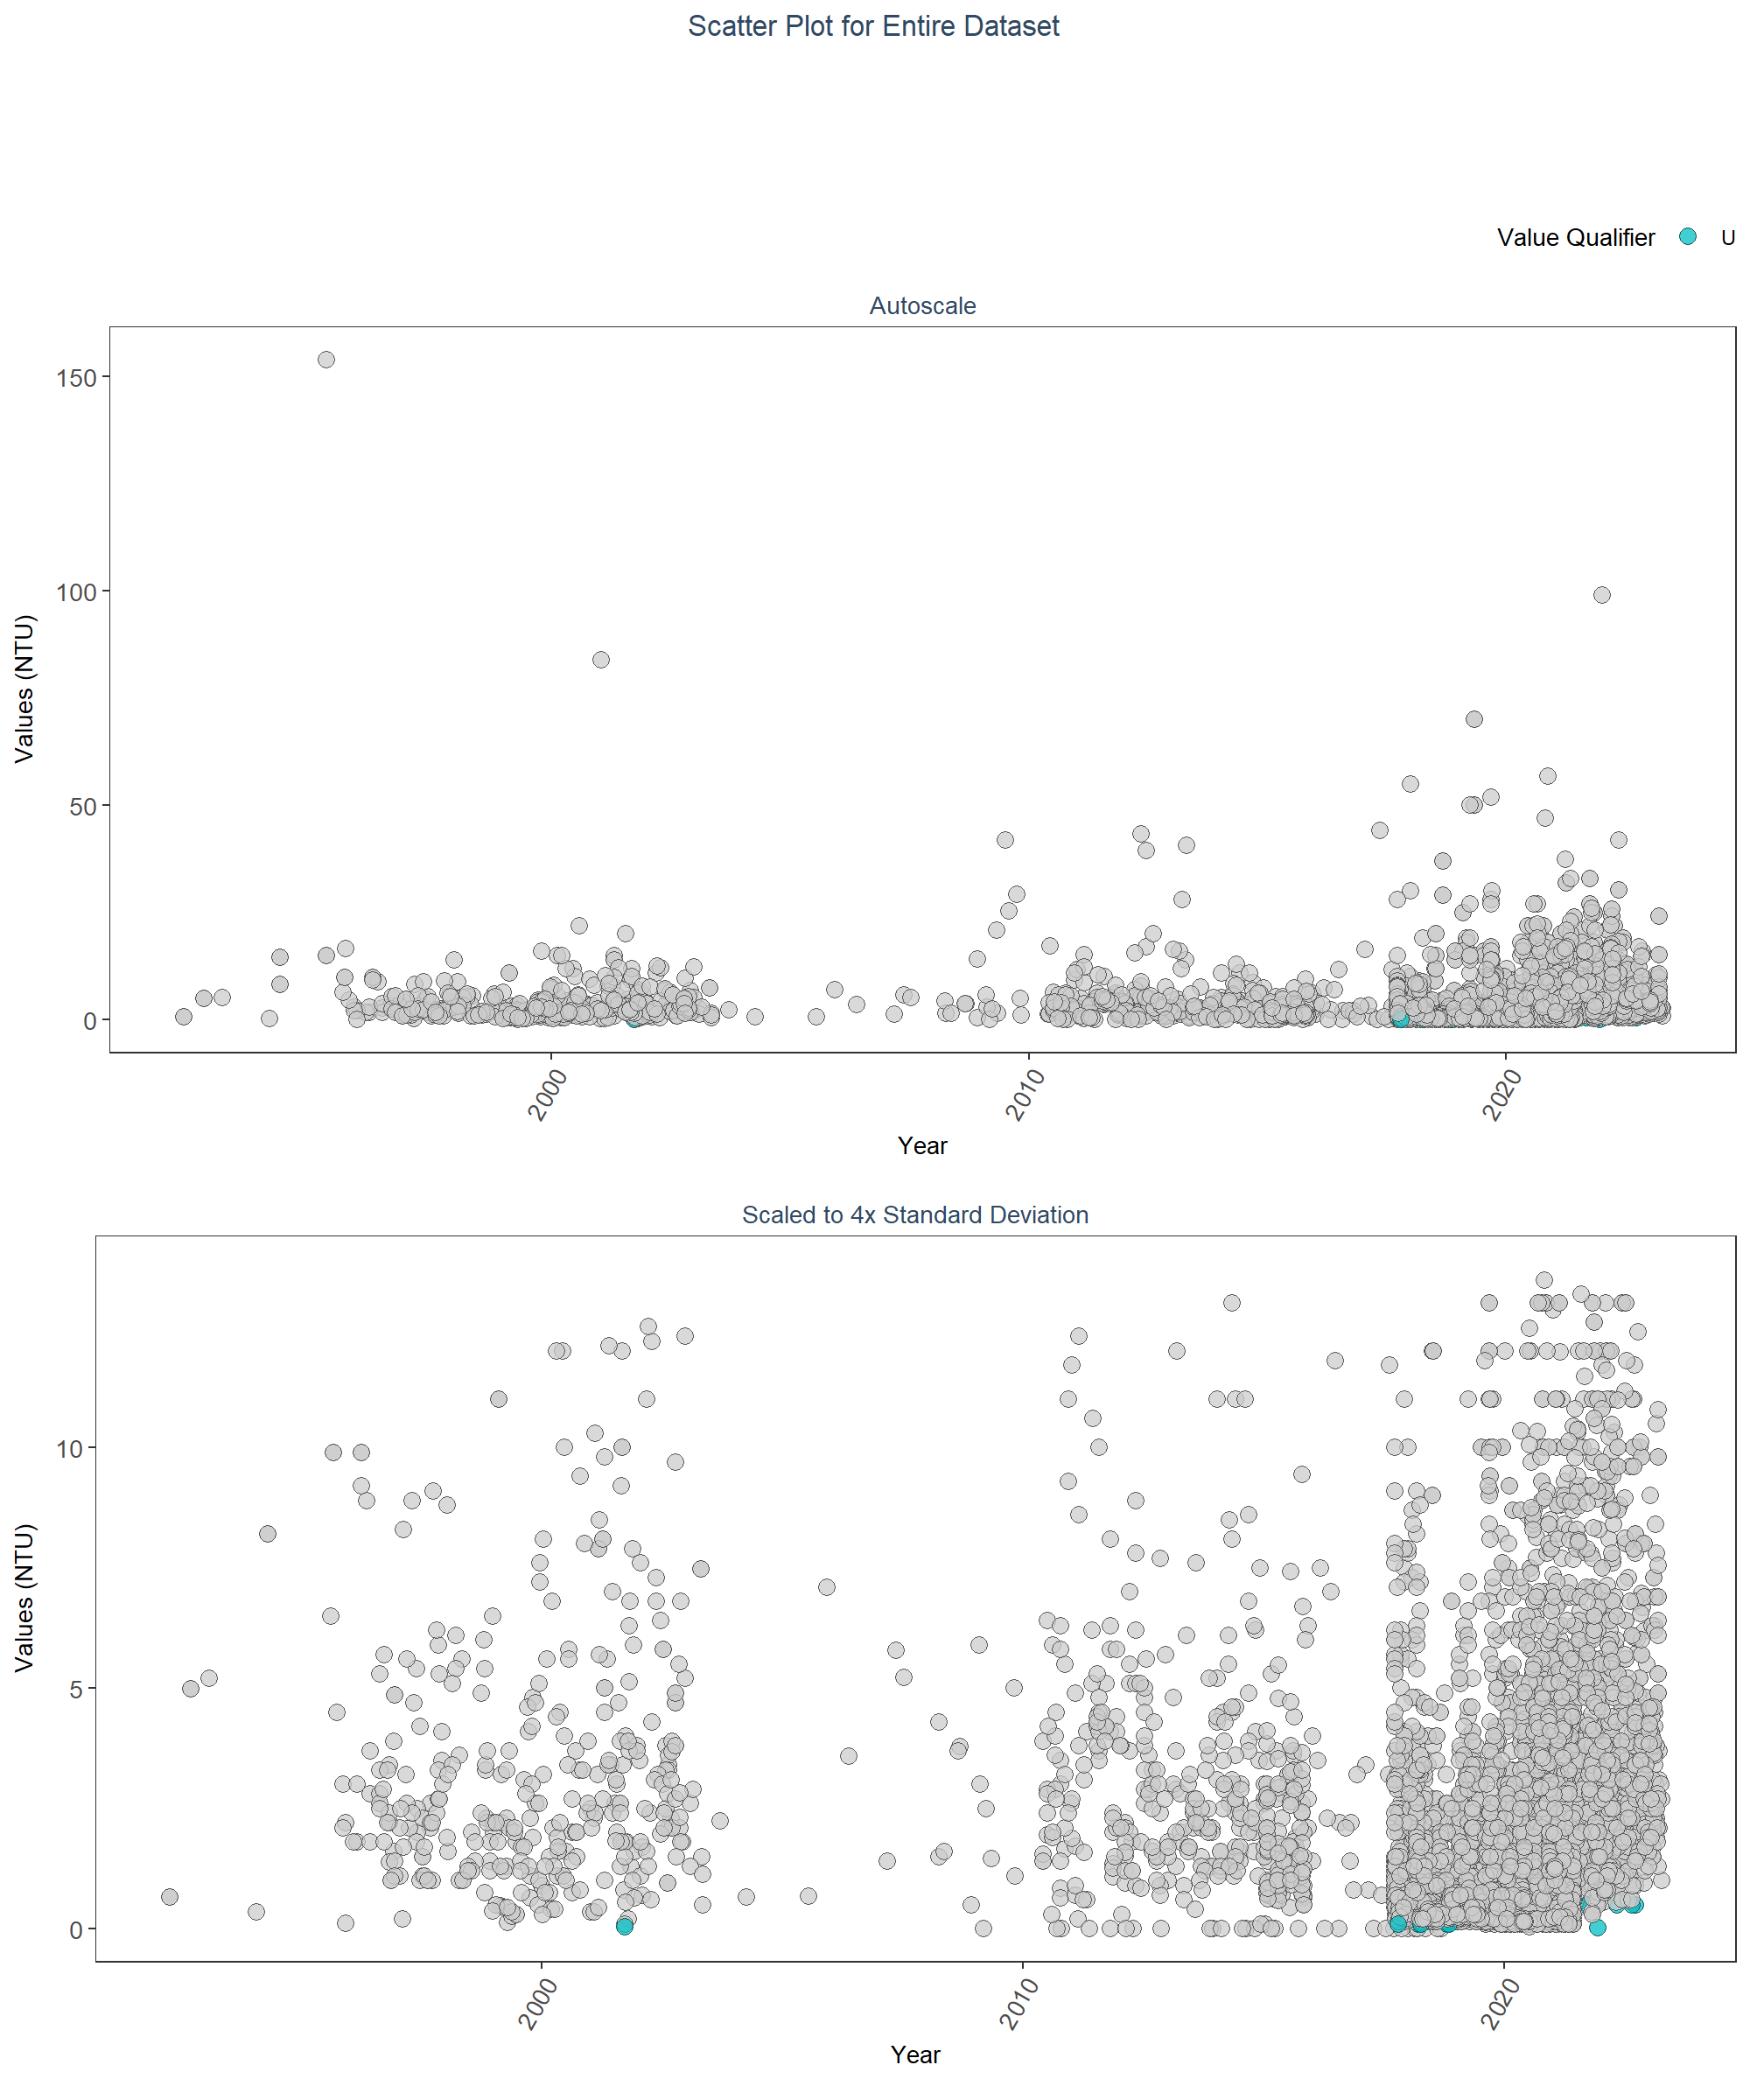 Scatter Plot for Entire Dataset
Value Qualifier U
Autoscale
150
100
50
0
Values (NTU)
2000 2010 2020
Year
Scaled to 4x Standard Deviation
10
5
0
Values (NTU)
2000 2010 2020
Year